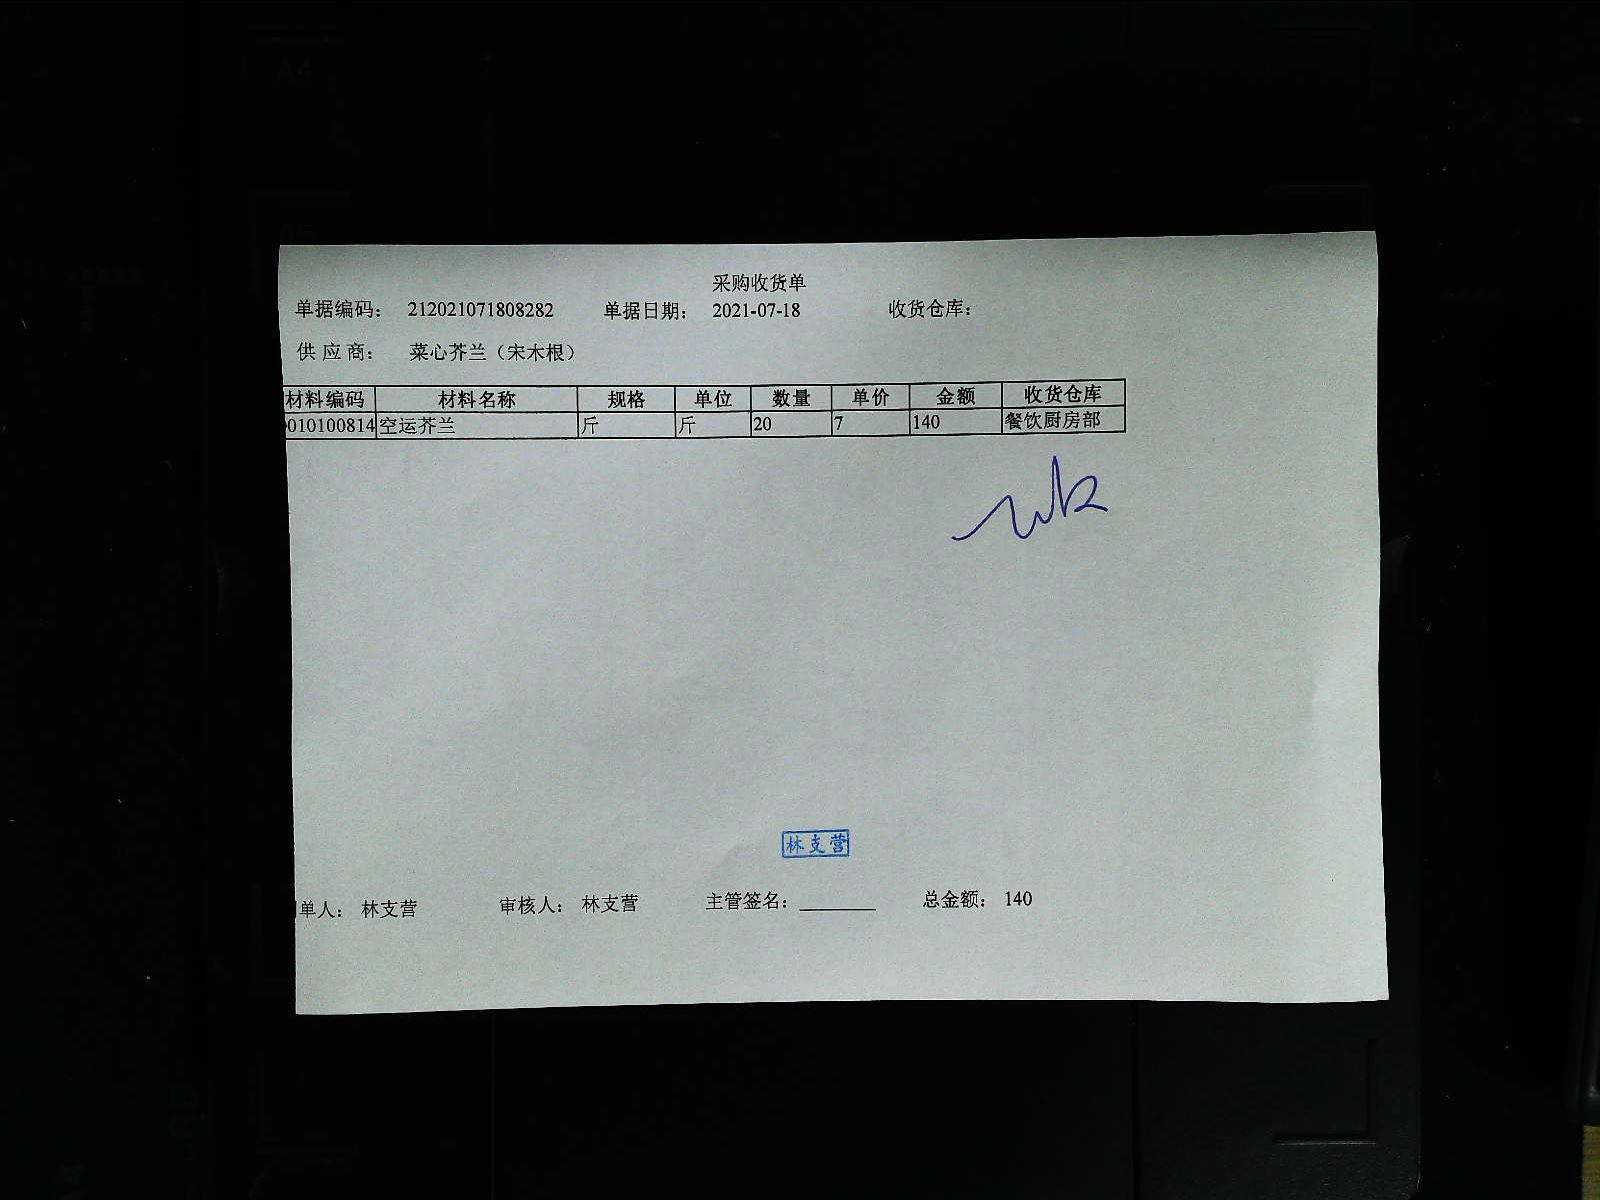 采购收货单
单据编码： 212021071808282 单据日期： 2021-07-18 收货仓库：
供 应 商： 菜心芥兰（宋木根）
材料编码 材料名称 规格 单位 数量 单价 金额 收货仓库
010100814 空运芥兰 斤 斤 20 7 140 餐饮厨房部
林支营
单人： 林支营 审核人： 林支营 主管签名： 总金额： 140